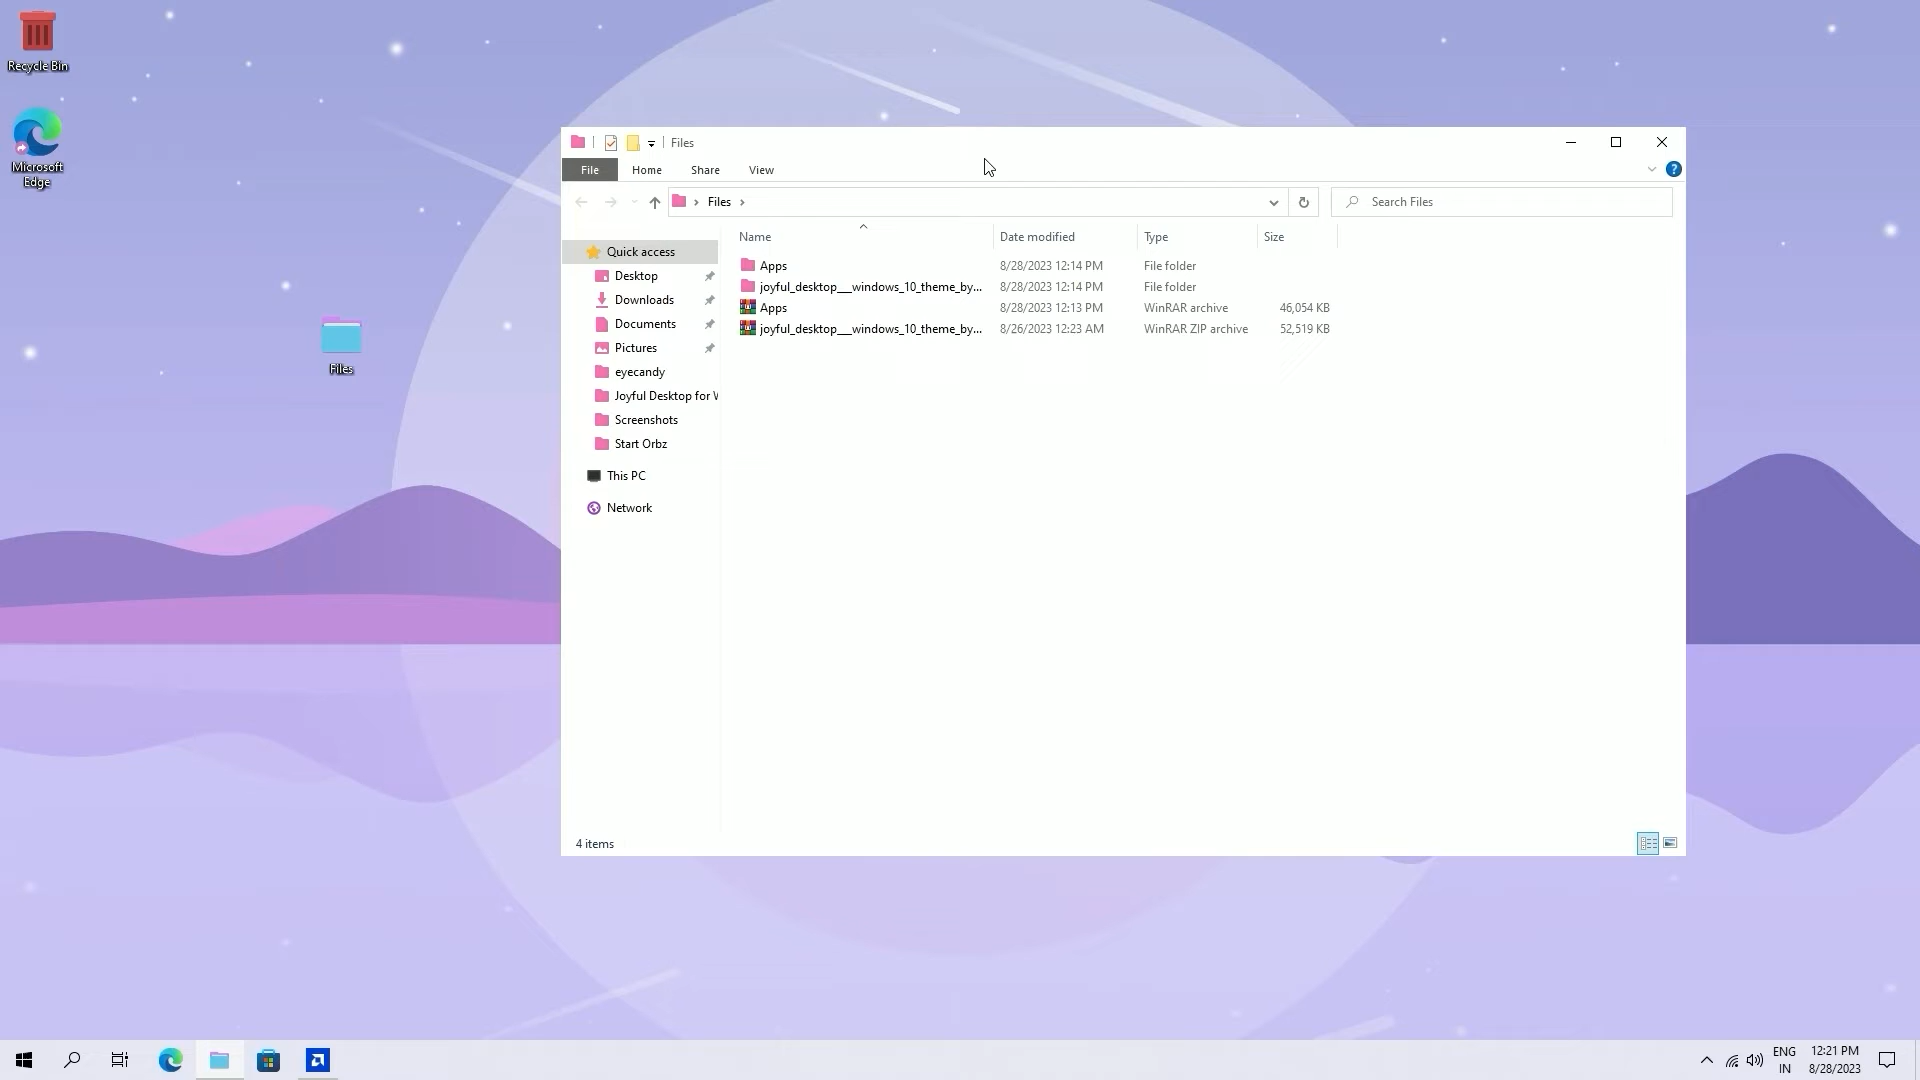 Recycle Bin
Microsoft
Edge
Files
Files
File Home Share View
Files
Search Files
Name Date modified Type Size
Quick access
Desktop
Downloads
Documents
Pictures
eyecandy
Joyful Desktop for W
Screenshots
Start Orbz
This PC
Network
Apps 8/28/2023 12:14 PM File folder
joyful_desktop___windows_10_theme_by... 8/28/2023 12:14 PM File folder
Apps 8/28/2023 12:13 PM WinRAR archive 46,054 KB
joyful_desktop___windows_10_theme_by... 8/26/2023 12:23 AM WinRAR ZIP archive 52,519 KB
4 items
ENG
IN
12:21 PM
8/28/2023